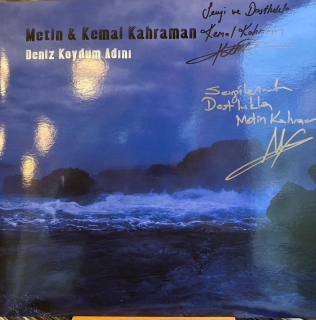 Metin & Kemal Kahraman
Deniz Koydum Adını
Sevgi ve Dostlukla
Kemal Kahraman
Sevgilerimle
Dostlukla
Metin Kahraman